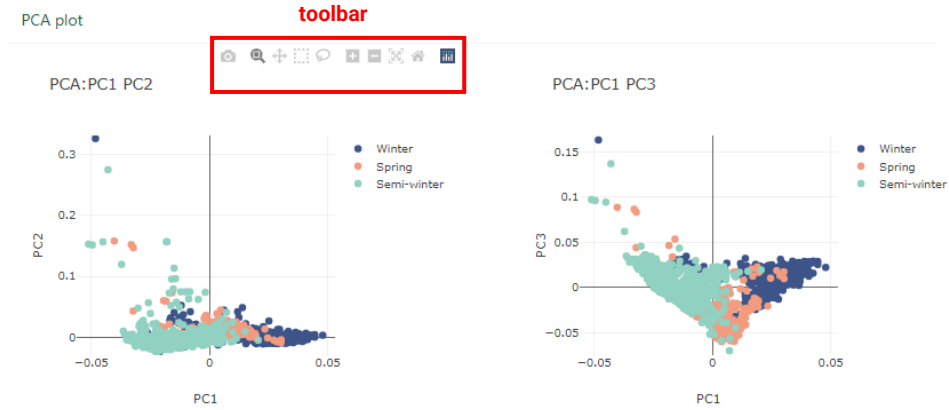 toolbar
PCA plot
PCA:PC1 PC2
0.3
0.2
0.1
0
−0.05
0
0.05
PC2
PC1
Winter
Spring
Semi-winter
PCA:PC1 PC3
0.15
0.1
0.05
0
−0.05
−0.05
0
0.05
PC3
PC1
Winter
Spring
Semi-winter